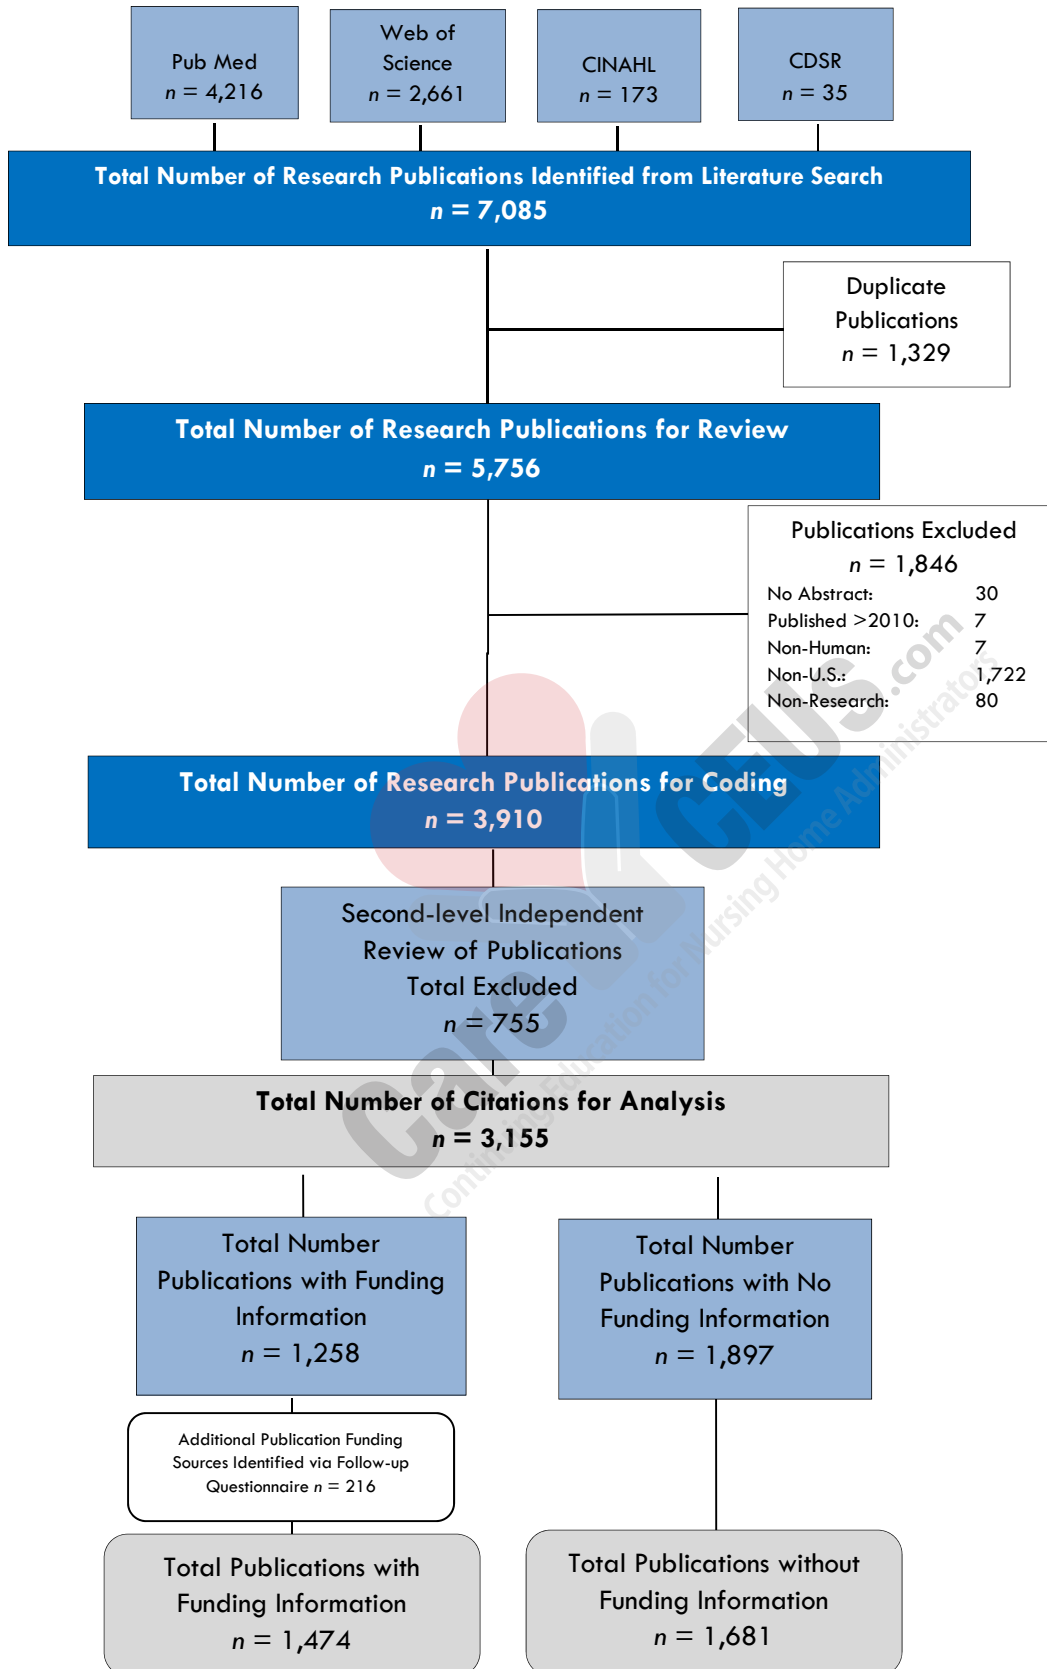 Pub Med
n = 4,216
Web of
Science
n = 2,661
CINAHL
n = 173
CDSR
n = 35
Total Number of Research Publications Identified from Literature Search
n = 7,085
Duplicate
Publications
n = 1,329
Total Number of Research Publications for Review
n = 5,756
Publications Excluded
n = 1,846
No Abstract: 30
Published >2010: 7
Non-Human: 7
Non-U.S.: 1,722
Non-Research: 80
Total Number of Research Publications for Coding
n = 3,910
Second-level Independent
Review of Publications
Total Excluded
n = 755
Total Number of Citations for Analysis
n = 3,155
Total Number
Publications with Funding
Information
n = 1,258
Total Number
Publications with No
Funding Information
n = 1,897
Additional Publication Funding
Sources Identified via Follow-up
Questionnaire n = 216
Total Publications with
Funding Information
n = 1,474
Total Publications without
Funding Information
n = 1,681
Care CEUs.com
Continuing Education for Nursing Home Administrators